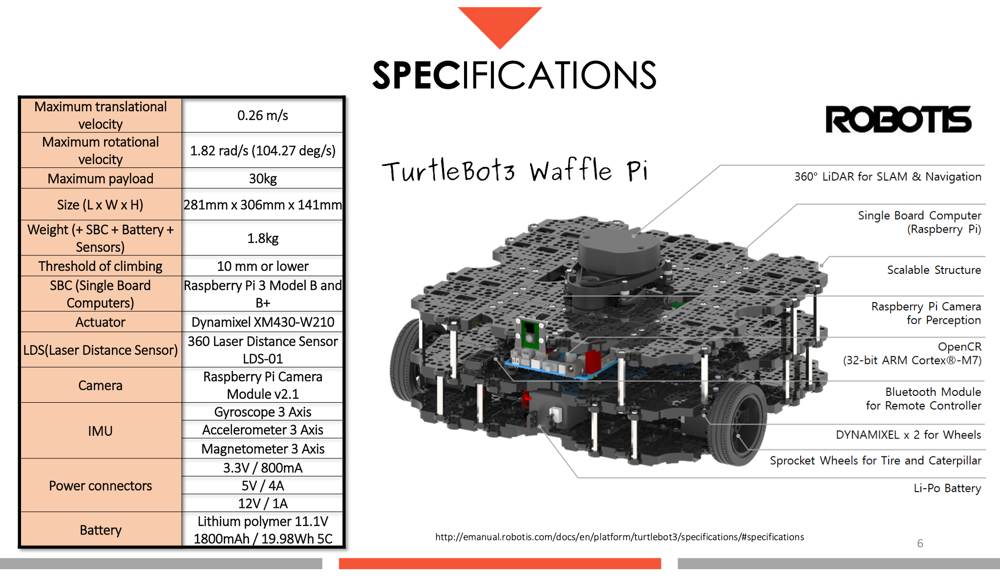 SPECIFICATIONS
Maximum translational
velocity
0.26 m/s
Maximum rotational
velocity
1.82 rad/s (104.27 deg/s)
Maximum payload
30kg
Size (L x W x H)
281mm x 306mm x 141mm
Weight (+ SBC + Battery +
Sensors)
1.8kg
Threshold of climbing
10 mm or lower
SBC (Single Board
Computers)
Raspberry Pi 3 Model B and
B+
Actuator
Dynamixel XM430-W210
LDS(Laser Distance Sensor)
360 Laser Distance Sensor
LDS-01
Camera
Raspberry Pi Camera
Module v2.1
IMU
Gyroscope 3 Axis
Accelerometer 3 Axis
Magnetometer 3 Axis
Power connectors
3.3V / 800mA
5V / 4A
12V / 1A
Battery
Lithium polymer 11.1V
1800mAh / 19.98Wh 5C
ROBOTIS
TurtleBot3 Waffle Pi
360° LiDAR for SLAM & Navigation
Single Board Computer
(Raspberry Pi)
Scalable Structure
Raspberry Pi Camera
for Perception
OpenCR
(32-bit ARM Cortex®-M7)
Bluetooth Module
for Remote Controller
DYNAMIXEL x 2 for Wheels
Sprocket Wheels for Tire and Caterpillar
Li-Po Battery
http://emanual.robotis.com/docs/en/platform/turtlebot3/specifications/#specifications
6